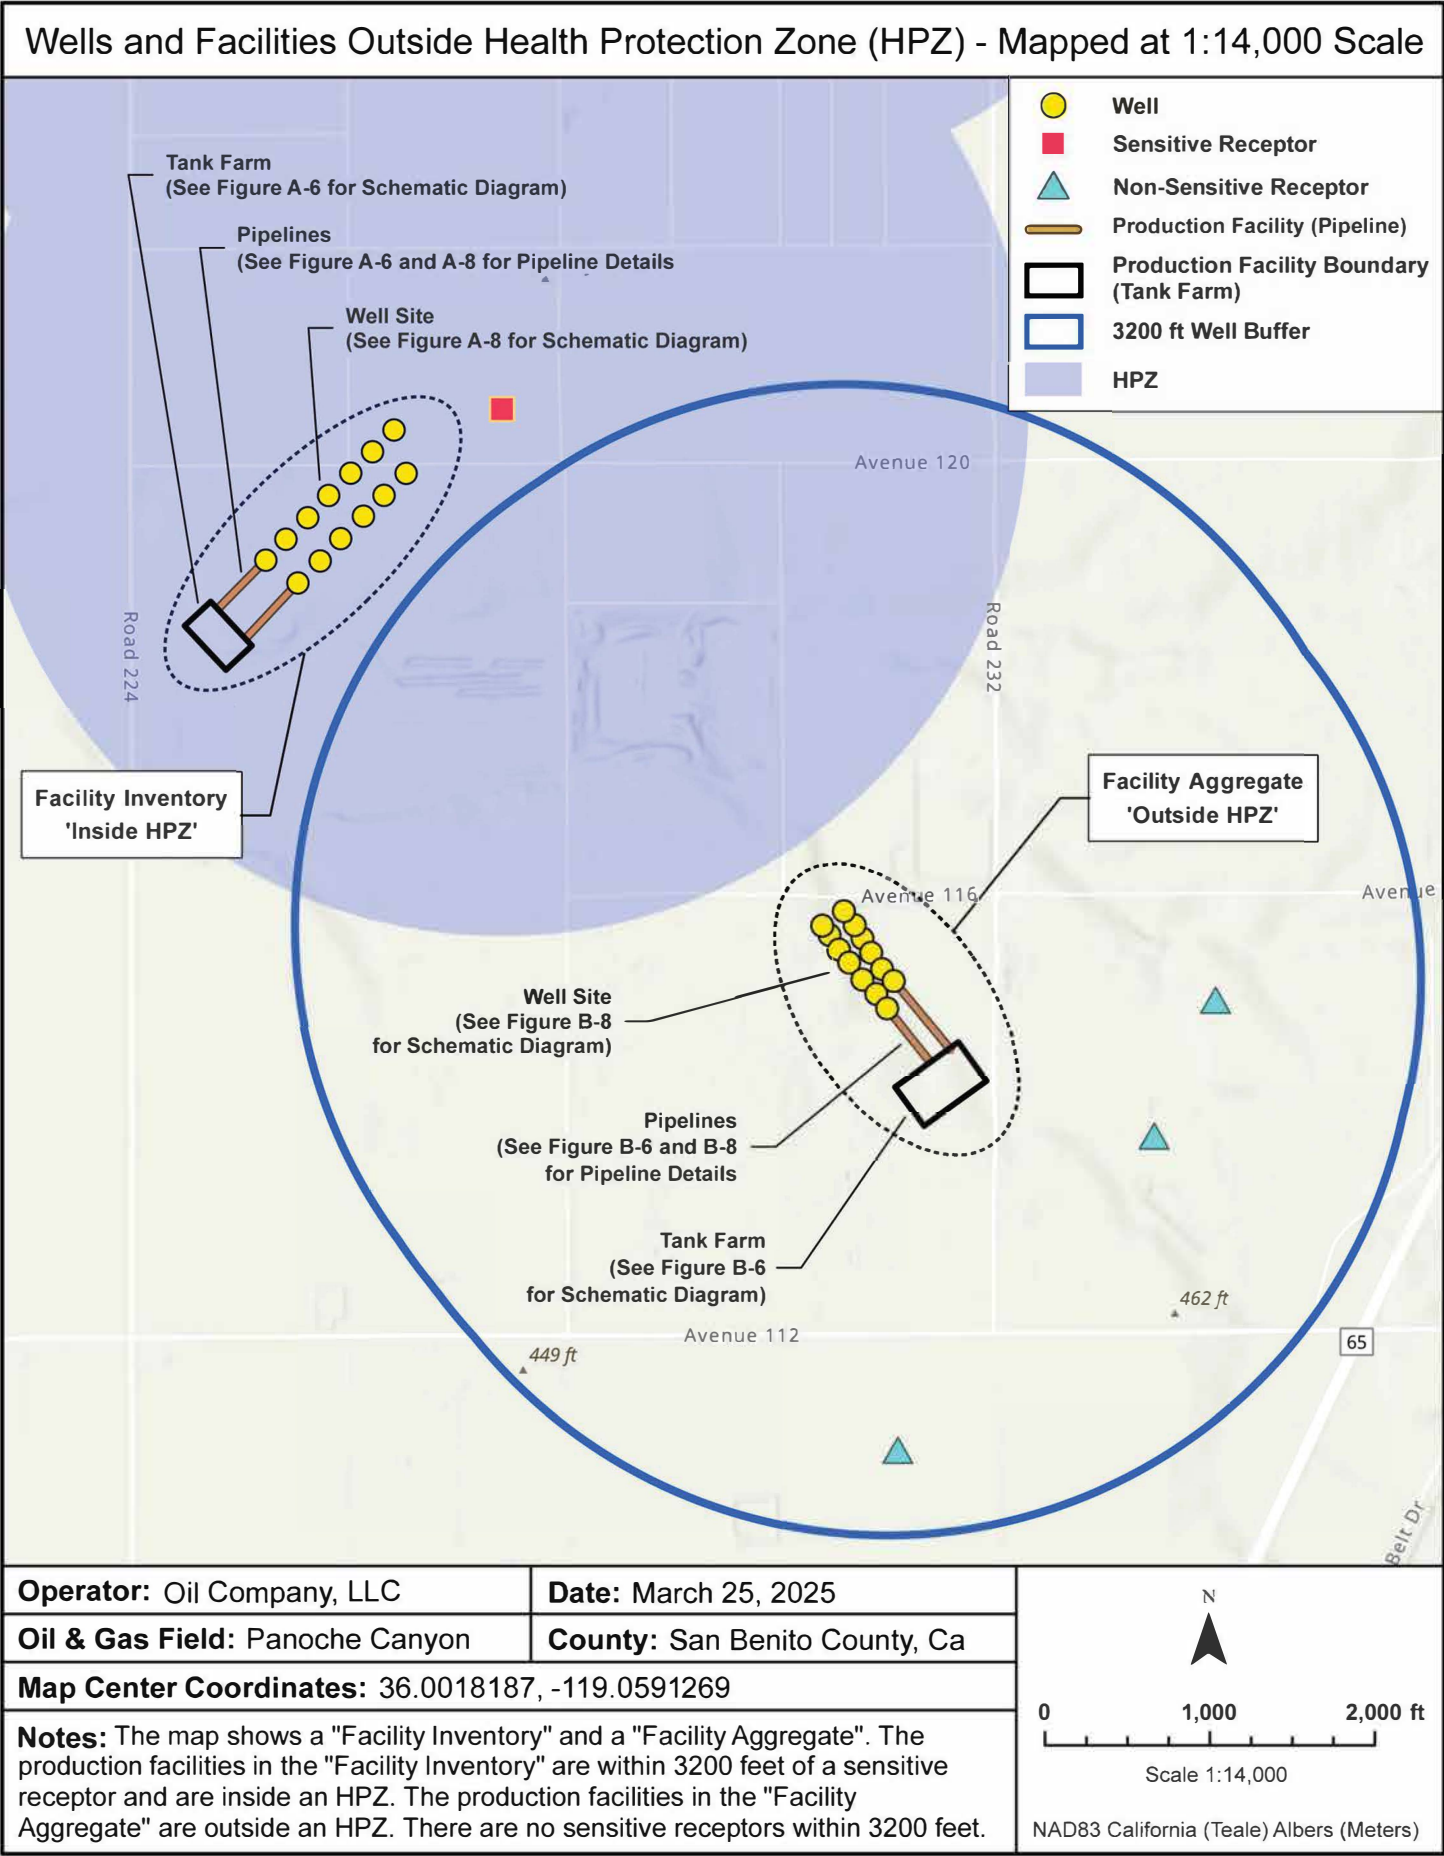 Wells and Facilities Outside Health Protection Zone (HPZ) - Mapped at 1:14,000 Scale
Well
Sensitive Receptor
Non-Sensitive Receptor
Production Facility (Pipeline)
Production Facility Boundary
(Tank Farm)
3200 ft Well Buffer
HPZ
Tank Farm
(See Figure A-6 for Schematic Diagram)
Pipelines
(See Figure A-6 and A-8 for Pipeline Details
Well Site
(See Figure A-8 for Schematic Diagram)
Avenue 120
Road 224
Road 232
Facility Inventory
'Inside HPZ'
Facility Aggregate
'Outside HPZ'
Avenue 116
Avenue
Well Site
(See Figure B-8
for Schematic Diagram)
Pipelines
(See Figure B-6 and B-8
for Pipeline Details
Tank Farm
(See Figure B-6
for Schematic Diagram)
462 ft
Avenue 112
65
449 ft
Belt Dr
Operator: Oil Company, LLC
Date: March 25, 2025
Oil & Gas Field: Panoche Canyon
County: San Benito County, Ca
Map Center Coordinates: 36.0018187, -119.0591269
Notes: The map shows a "Facility Inventory" and a "Facility Aggregate". The
production facilities in the "Facility Inventory" are within 3200 feet of a sensitive
receptor and are inside an HPZ. The production facilities in the "Facility
Aggregate" are outside an HPZ. There are no sensitive receptors within 3200 feet.
N
0 1,000 2,000 ft
Scale 1:14,000
NAD83 California (Teale) Albers (Meters)